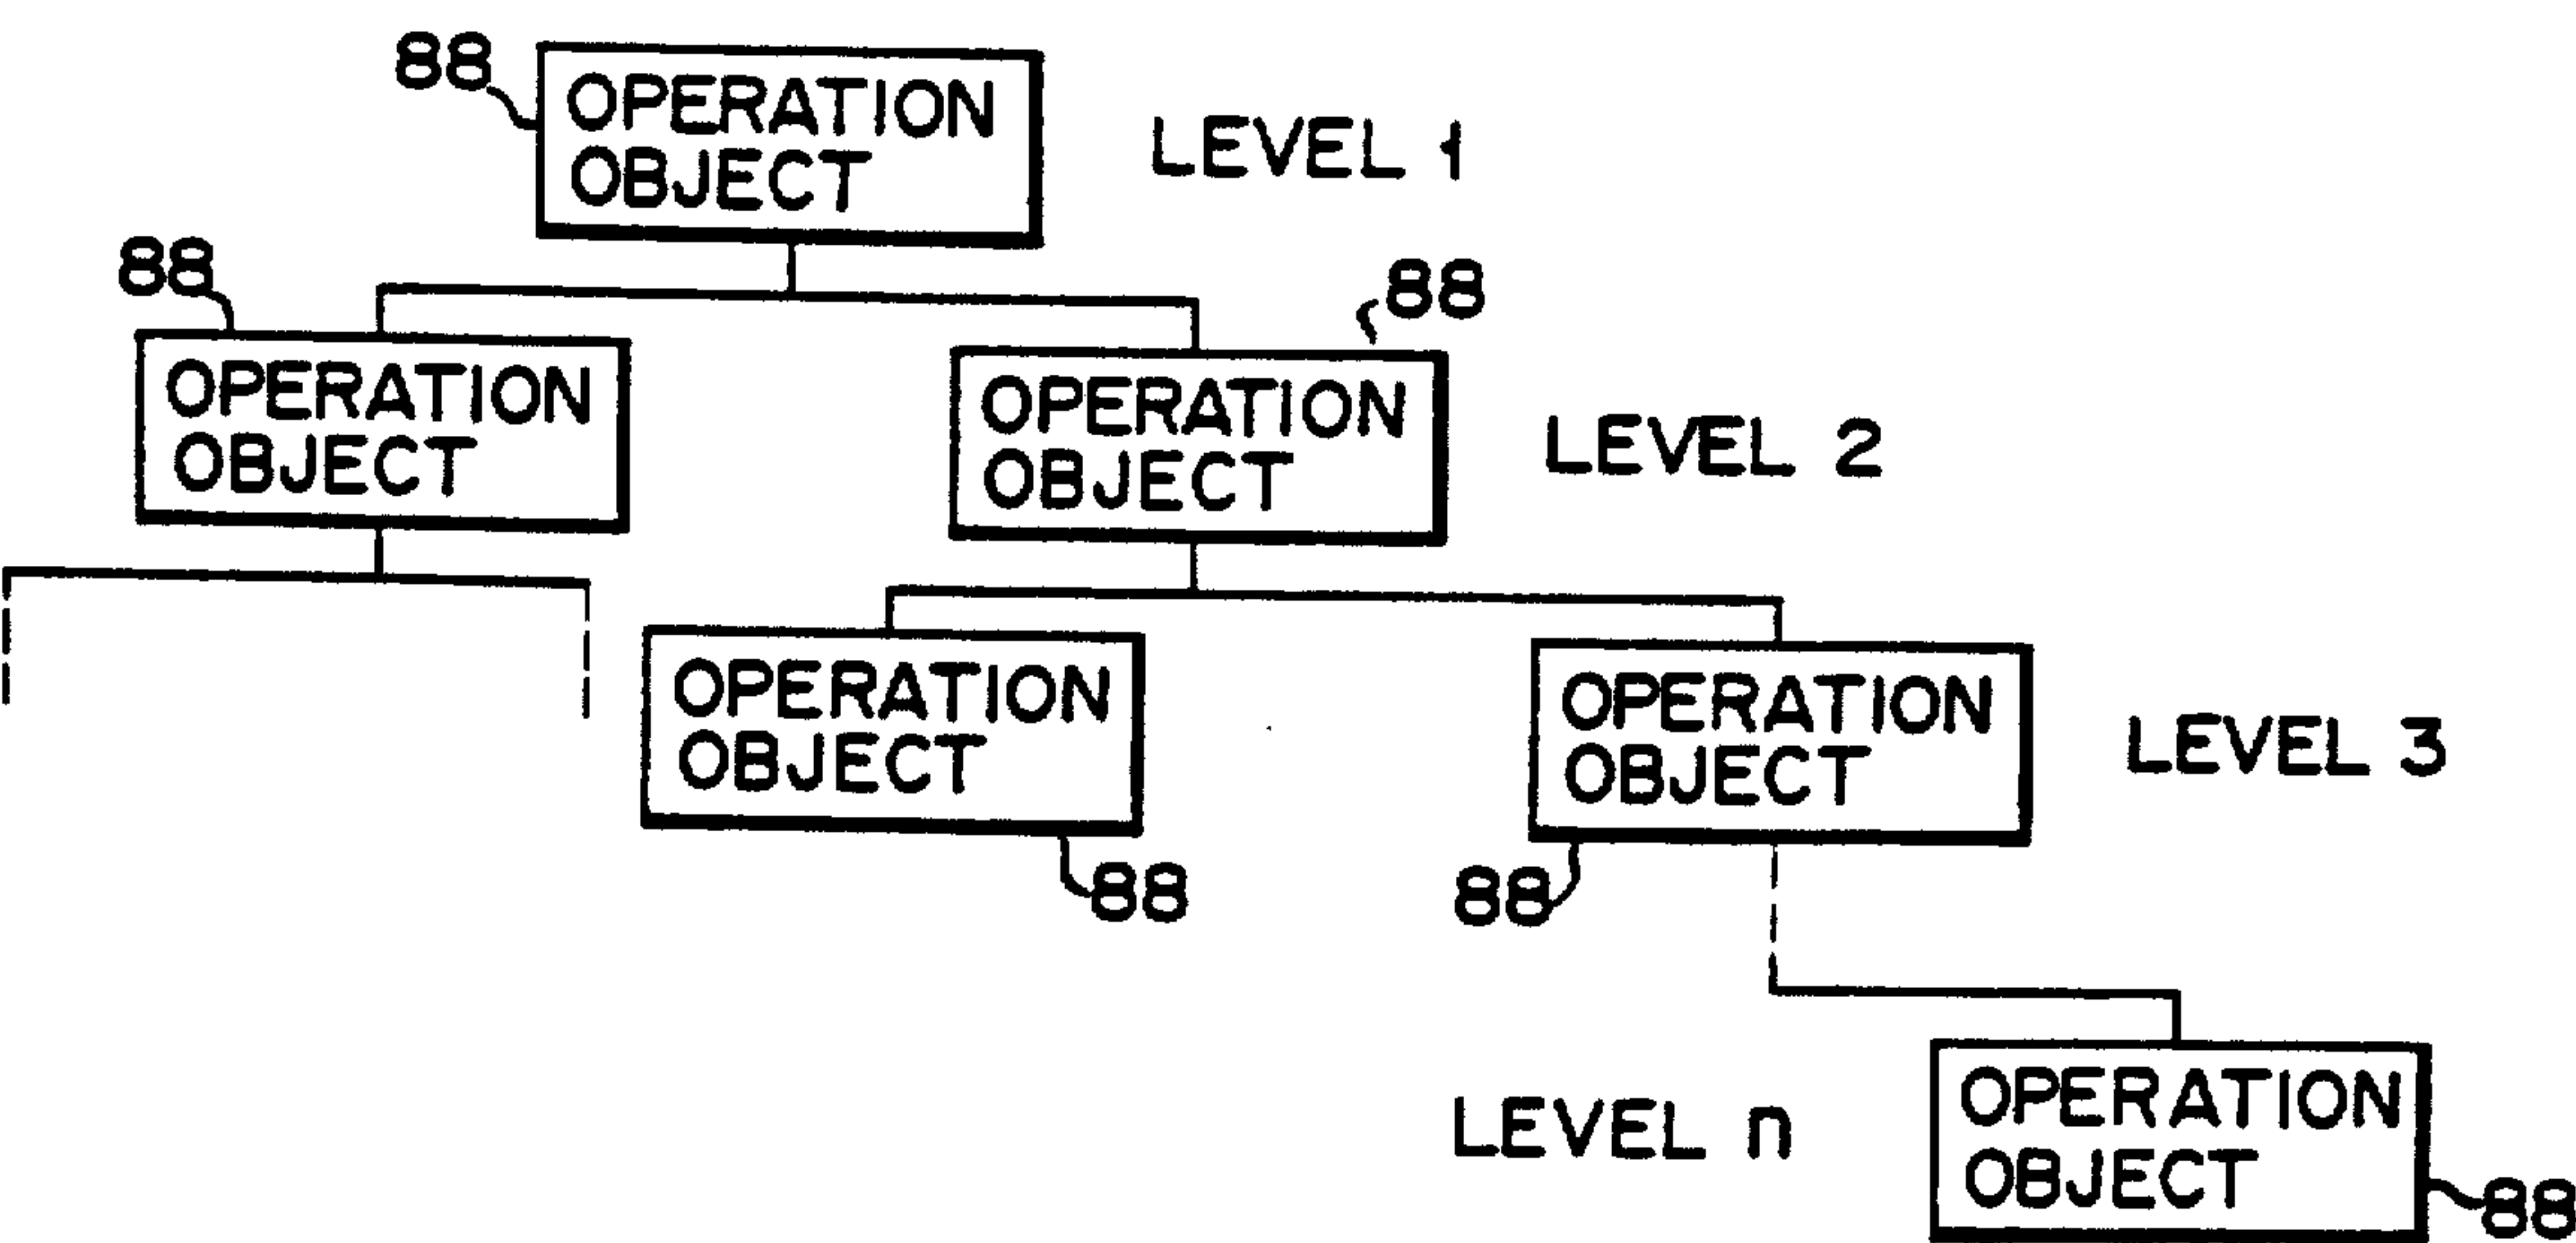 88
OPERATION
OBJECT
LEVEL 1
88
OPERATION
OBJECT
88
OPERATION
OBJECT
LEVEL 2
OPERATION
OBJECT
88
OPERATION
OBJECT
88
LEVEL 3
LEVEL n
OPERATION
OBJECT
88